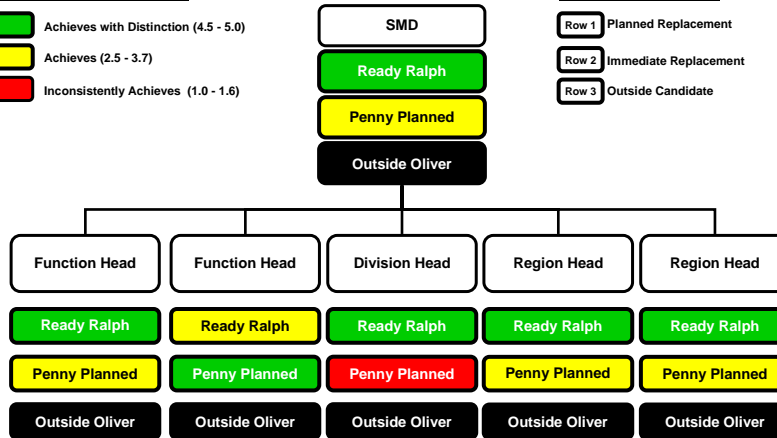 Achieves with Distinction (4.5 - 5.0)
Achieves (2.5 - 3.7)
Inconsistently Achieves (1.0 - 1.6)
SMD
Ready Ralph
Penny Planned
Outside Oliver
Row 1 Planned Replacement
Row 2 Immediate Replacement
Row 3 Outside Candidate
Function Head Function Head Division Head Region Head Region Head
Ready Ralph Ready Ralph Ready Ralph Ready Ralph Ready Ralph
Penny Planned Penny Planned Penny Planned Penny Planned Penny Planned
Outside Oliver Outside Oliver Outside Oliver Outside Oliver Outside Oliver